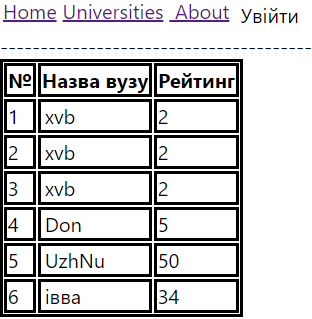 Home Universities About Увійти
------------------------------------
№ Назва вузу Рейтинг
1 xvb 2
2 xvb 2
3 xvb 2
4 Don 5
5 UzhNu 50
6 івва 34